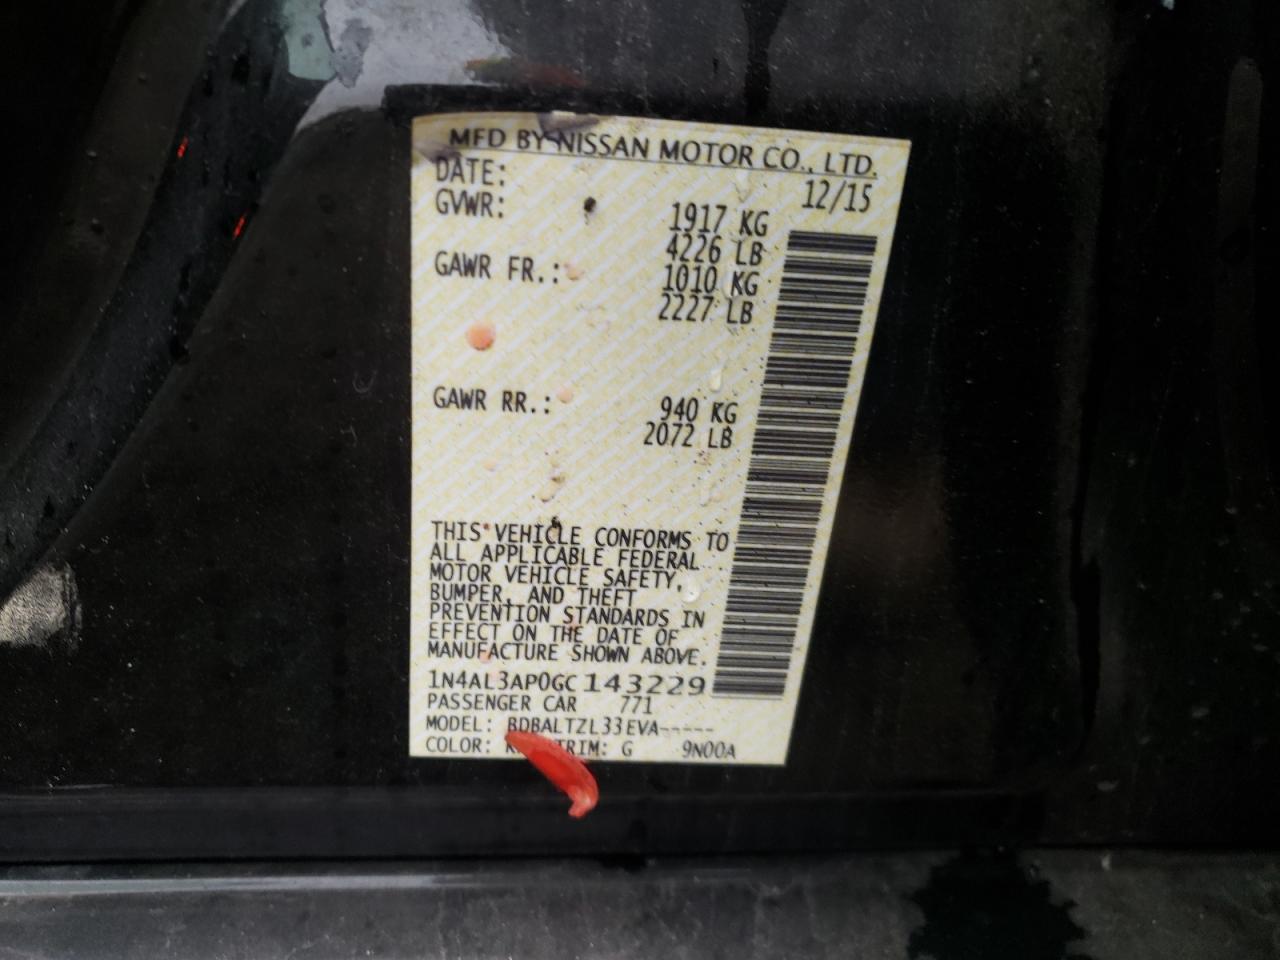 MFD BY NISSAN MOTOR CO., LTD.
DATE: 12/15
GVWR: 1917 KG
4226 LB
GAWR FR.: 1010 KG
2227 LB
GAWR RR.: 940 KG
2072 LB
THIS VEHICLE CONFORMS TO
ALL APPLICABLE FEDERAL
MOTOR VEHICLE SAFETY,
BUMPER, AND THEFT
PREVENTION STANDARDS IN
EFFECT ON THE DATE OF
MANUFACTURE SHOWN ABOVE.
1N4AL3AP0GC143229
PASSENGER CAR 771
MODEL: BDBALTZL33EVA-----
COLOR: TRIM: G 9N00A